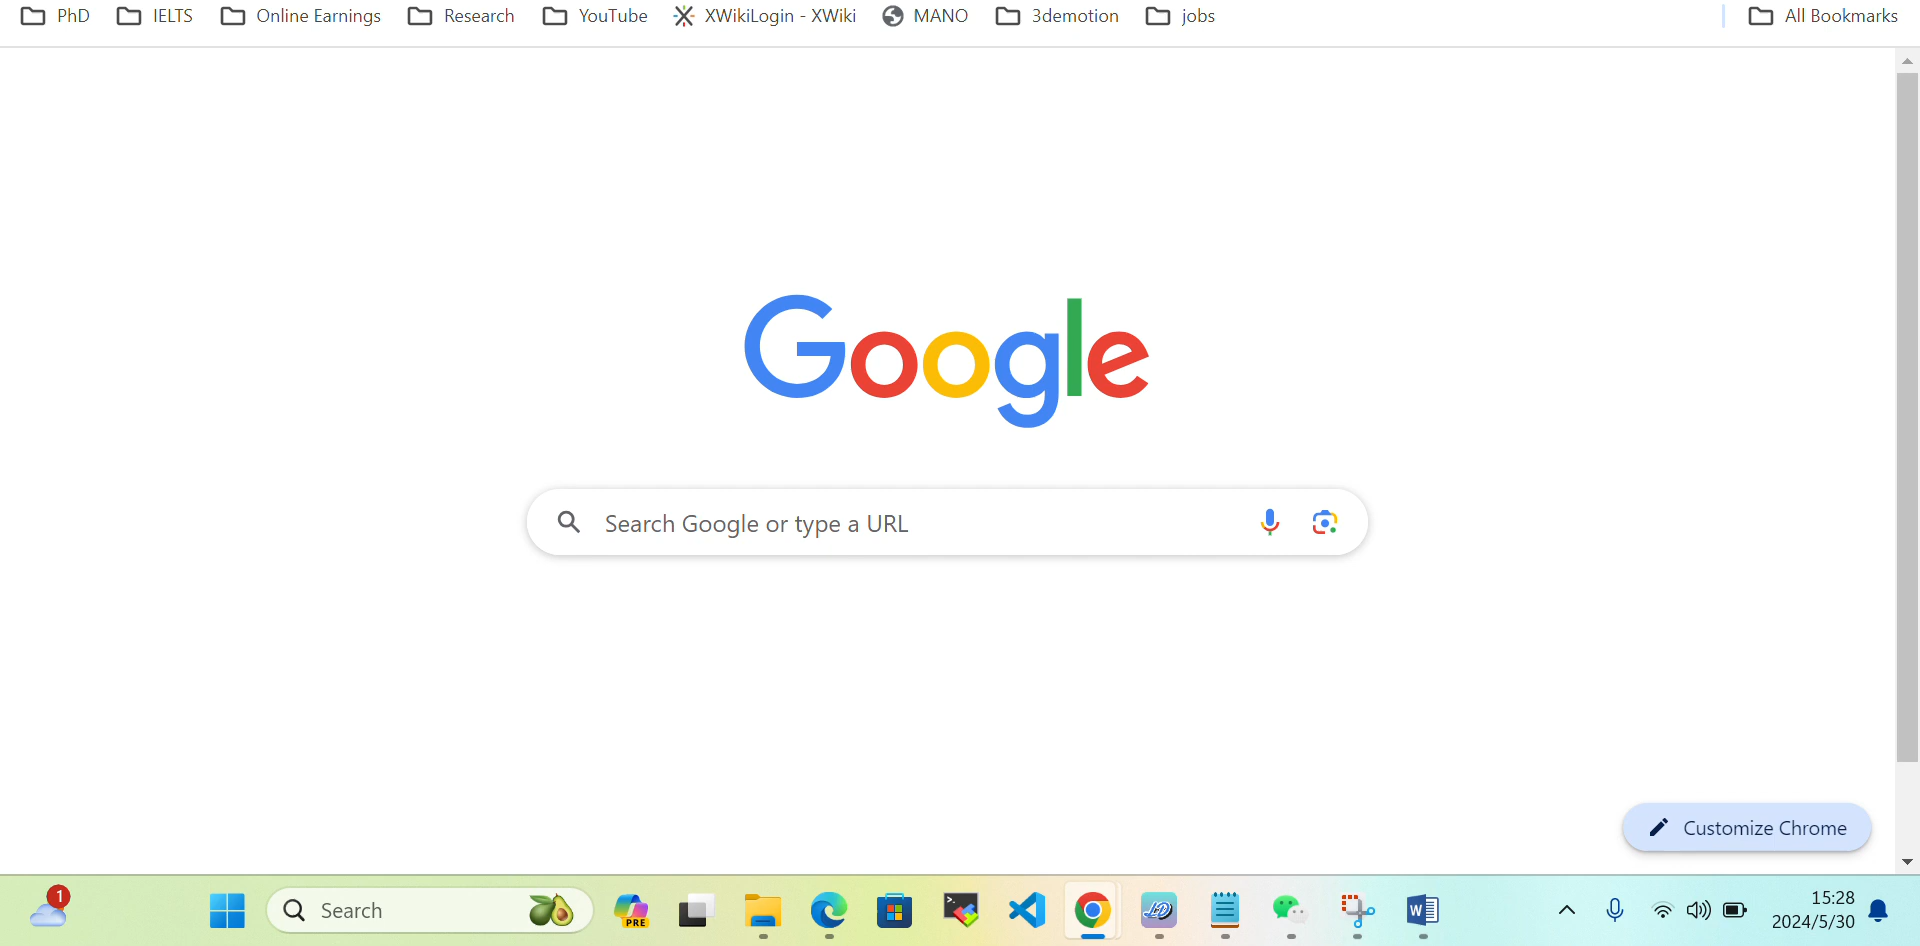 PhD IELTS Online Earnings Research YouTube XWikiLogin - XWiki MANO 3demotion jobs All Bookmarks
Google
Search Google or type a URL
Customize Chrome
1
Search
PRE
W
15:28
2024/5/30